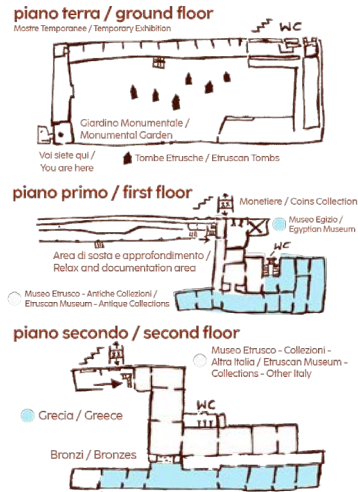 piano terra / ground floor
Mostre Temporanee / Temporary Exhibition
WC
Giardino Monumentale /
Monumental Garden
Voi siete qui /
You are here
Tombe Etrusche / Etruscan Tombs
piano primo / first floor
Monetiere / Coins Collection
Museo Egizio /
Egyptian Museum
WC
Area di sosta e approfondimento /
Relax and documentation area
Museo Etrusco - Antiche Collezioni /
Etruscan Museum - Antique Collections
piano secondo / second floor
Museo Etrusco - Collezioni -
Altra Italia / Etruscan Museum -
Collections - Other Italy
WC
Grecia / Greece
Bronzi / Bronzes